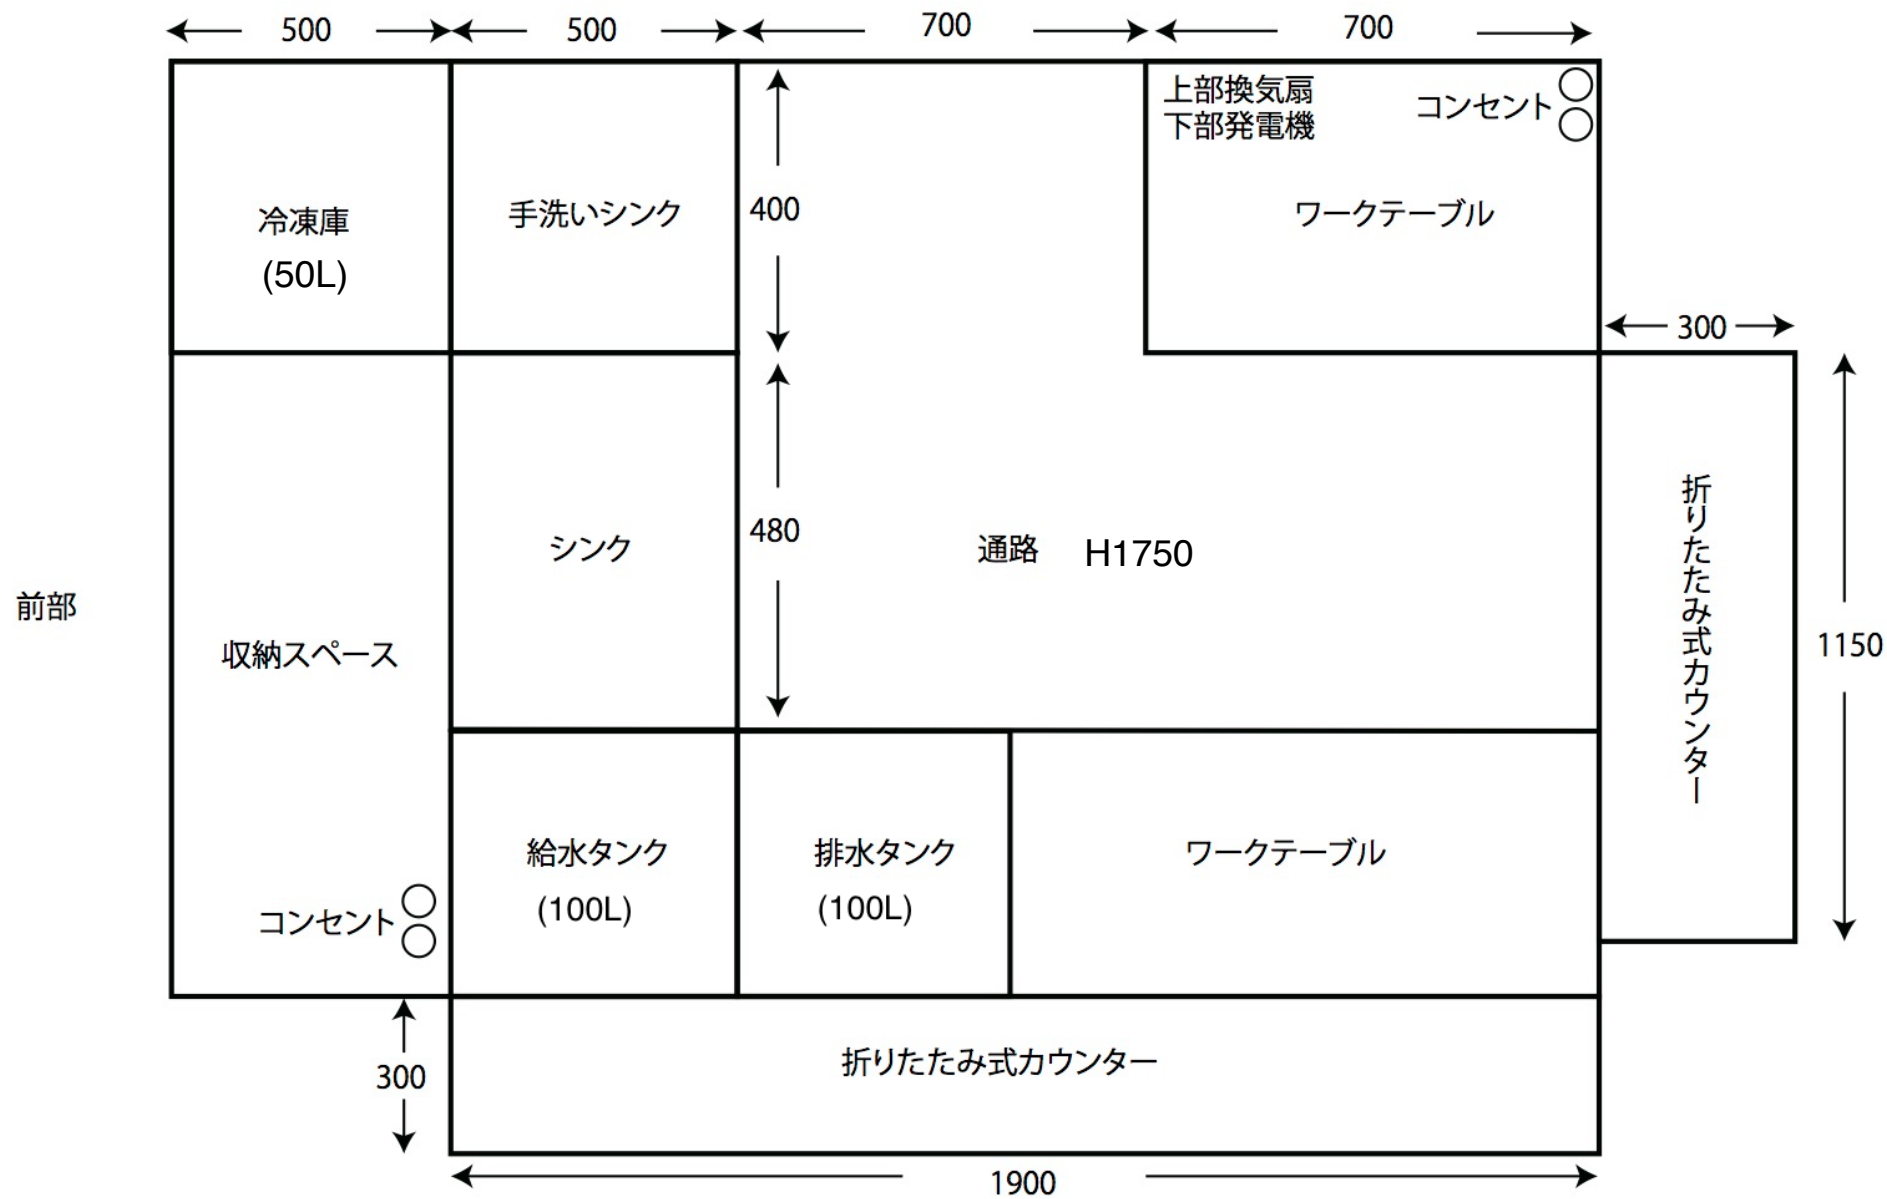 500
500
700
700
上部換気扇
下部発電機
コンセント
冷凍庫
(50L)
手洗いシンク
400
ワークテーブル
300
前部
収納スペース
シンク
480
通路 H1750
折りたたみ式カウンター
1150
コンセント
給水タンク
(100L)
排水タンク
(100L)
ワークテーブル
300
折りたたみ式カウンター
1900